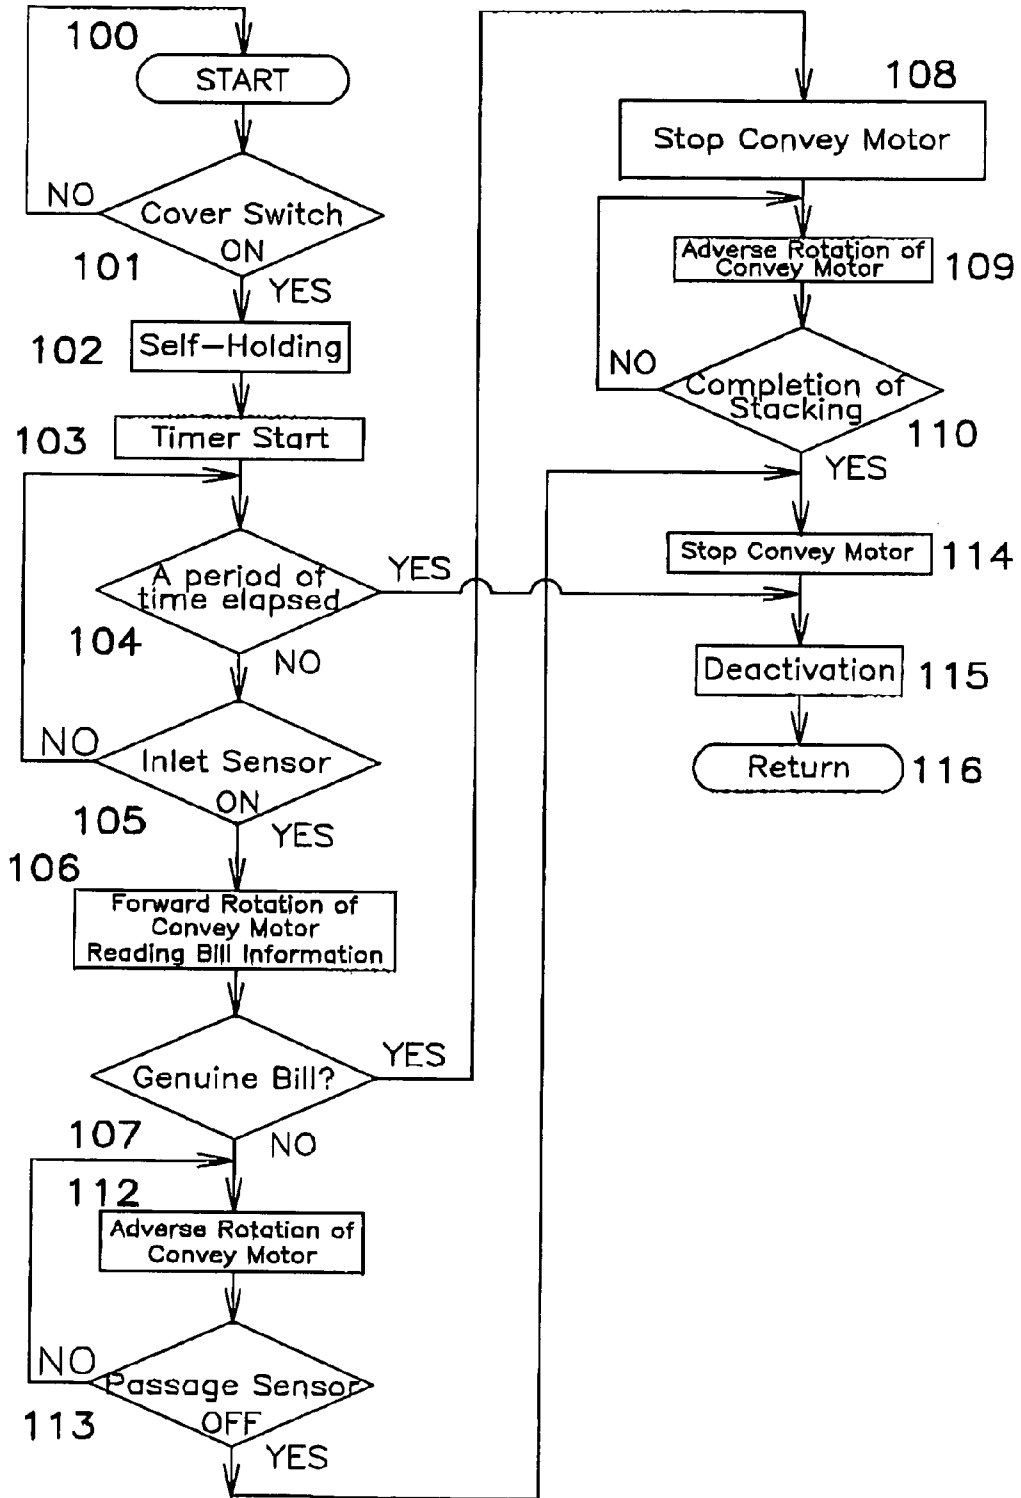 100
START
NO
Cover Switch
ON
101
YES
102
Self-Holding
103
Timer Start
A period of
time elapsed
YES
104
NO
NO
Inlet Sensor
ON
105
YES
106
Forward Rotation of
Convey Motor
Reading Bill Information
Genuine Bill?
YES
107
NO
112
Adverse Rotation of
Convey Motor
NO
Passage Sensor
OFF
113
YES
108
Stop Convey Motor
Adverse Rotation of
Convey Motor
109
NO
Completion of
Stacking
110
YES
Stop Convey Motor
114
Deactivation
115
Return
116